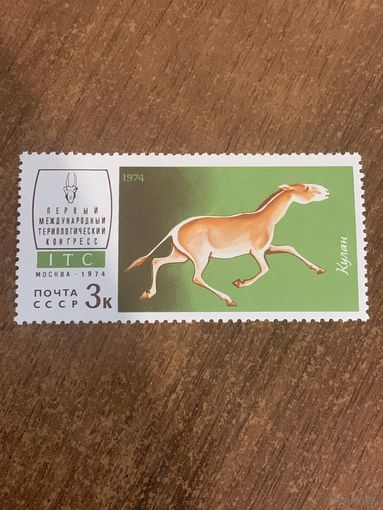 ПЕРВЫЙ
МЕЖДУНАРОДНЫЙ
ТЕРИОЛОГИЧЕСКИЙ
КОНГРЕСС
ITC
МОСКВА - 1974
ПОЧТА
СССР 3к
1974
Кулан